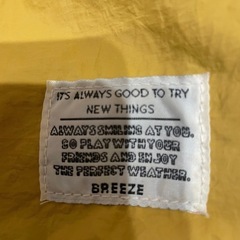 IT'S ALWAYS GOOD TO TRY
NEW THINGS
ALWAYS SMILING AT YOU.
GO PLAY WITH YOUR
FRIENDS AND ENJOY
THE PERFECT WEATHER.
BREEZE